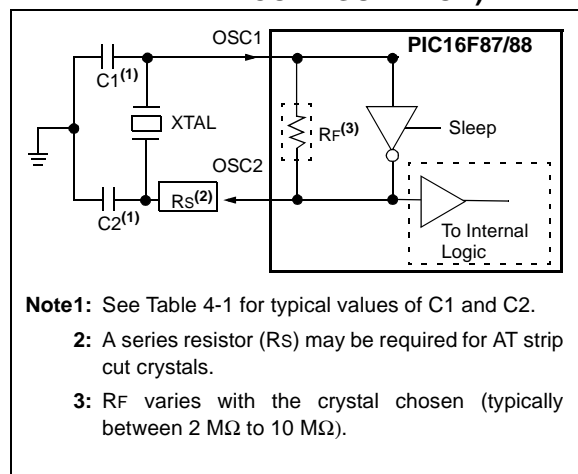 OSC1
PIC16F87/88
C1(1)
XTAL
RF(3)
Sleep
OSC2
C2(1)
RS(2)
To Internal
Logic
Note1: See Table 4-1 for typical values of C1 and C2.
2: A series resistor (RS) may be required for AT strip
cut crystals.
3: RF varies with the crystal chosen (typically
between 2 MΩ to 10 MΩ).